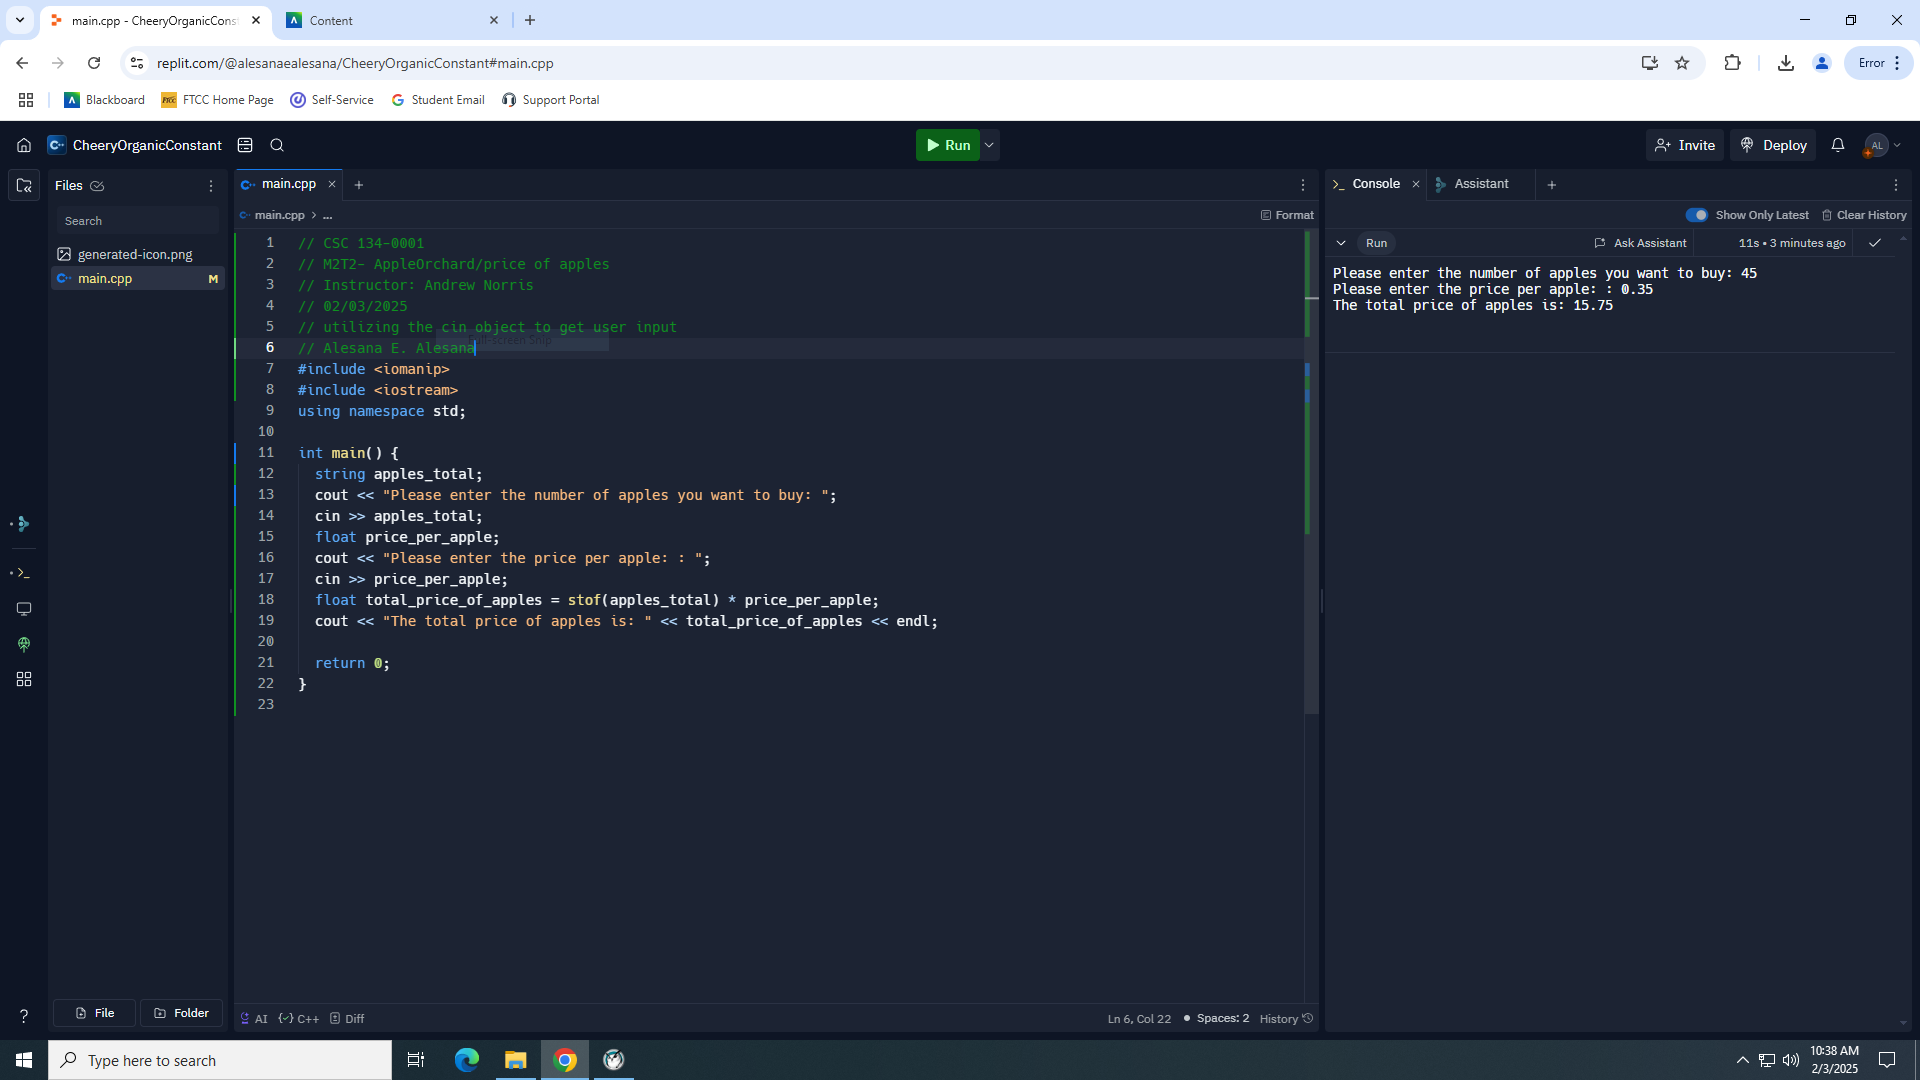 main.cpp - CheeryOrganicConst
Content
replit.com/@alesanaealesana/CheeryOrganicConstant#main.cpp
Error
Blackboard
FTCC Home Page
Self-Service
Student Email
Support Portal
CheeryOrganicConstant
Run
Invite
Deploy
AL
Files
Search
generated-icon.png
main.cpp M
main.cpp
main.cpp > ...
Format
1 // CSC 134-0001
2 // M2T2- AppleOrchard/price of apples
3 // Instructor: Andrew Norris
4 // 02/03/2025
5 // utilizing the cin object to get user input
6 // Alesana E. Alesana
7 #include <iomanip>
8 #include <iostream>
9 using namespace std;
10
11 int main() {
12 string apples_total;
13 cout << "Please enter the number of apples you want to buy: ";
14 cin >> apples_total;
15 float price_per_apple;
16 cout << "Please enter the price per apple: : ";
17 cin >> price_per_apple;
18 float total_price_of_apples = stof(apples_total) * price_per_apple;
19 cout << "The total price of apples is: " << total_price_of_apples << endl;
20
21 return 0;
22 }
23
AI
C++
Diff
Ln 6, Col 22
Spaces: 2
History
File
Folder
Console
Assistant
Show Only Latest
Clear History
Run
Ask Assistant
11s • 3 minutes ago
Please enter the number of apples you want to buy: 45
Please enter the price per apple: : 0.35
The total price of apples is: 15.75
Type here to search
10:38 AM
2/3/2025